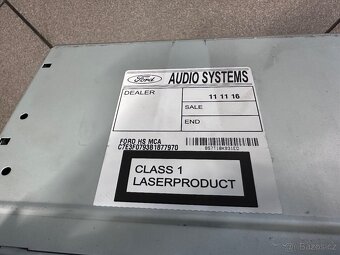 Ford AUDIO SYSTEMS
DEALER 11 11 16
SALE
END
FORD HS MCA
CLASS 1
LASERPRODUCT